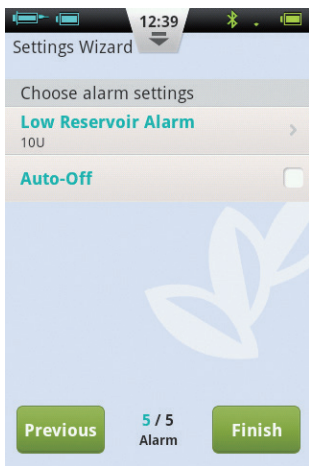 12:39
Settings Wizard
Choose alarm settings
Low Reservoir Alarm
10U
Auto-Off
Previous
5 / 5
Alarm
Finish